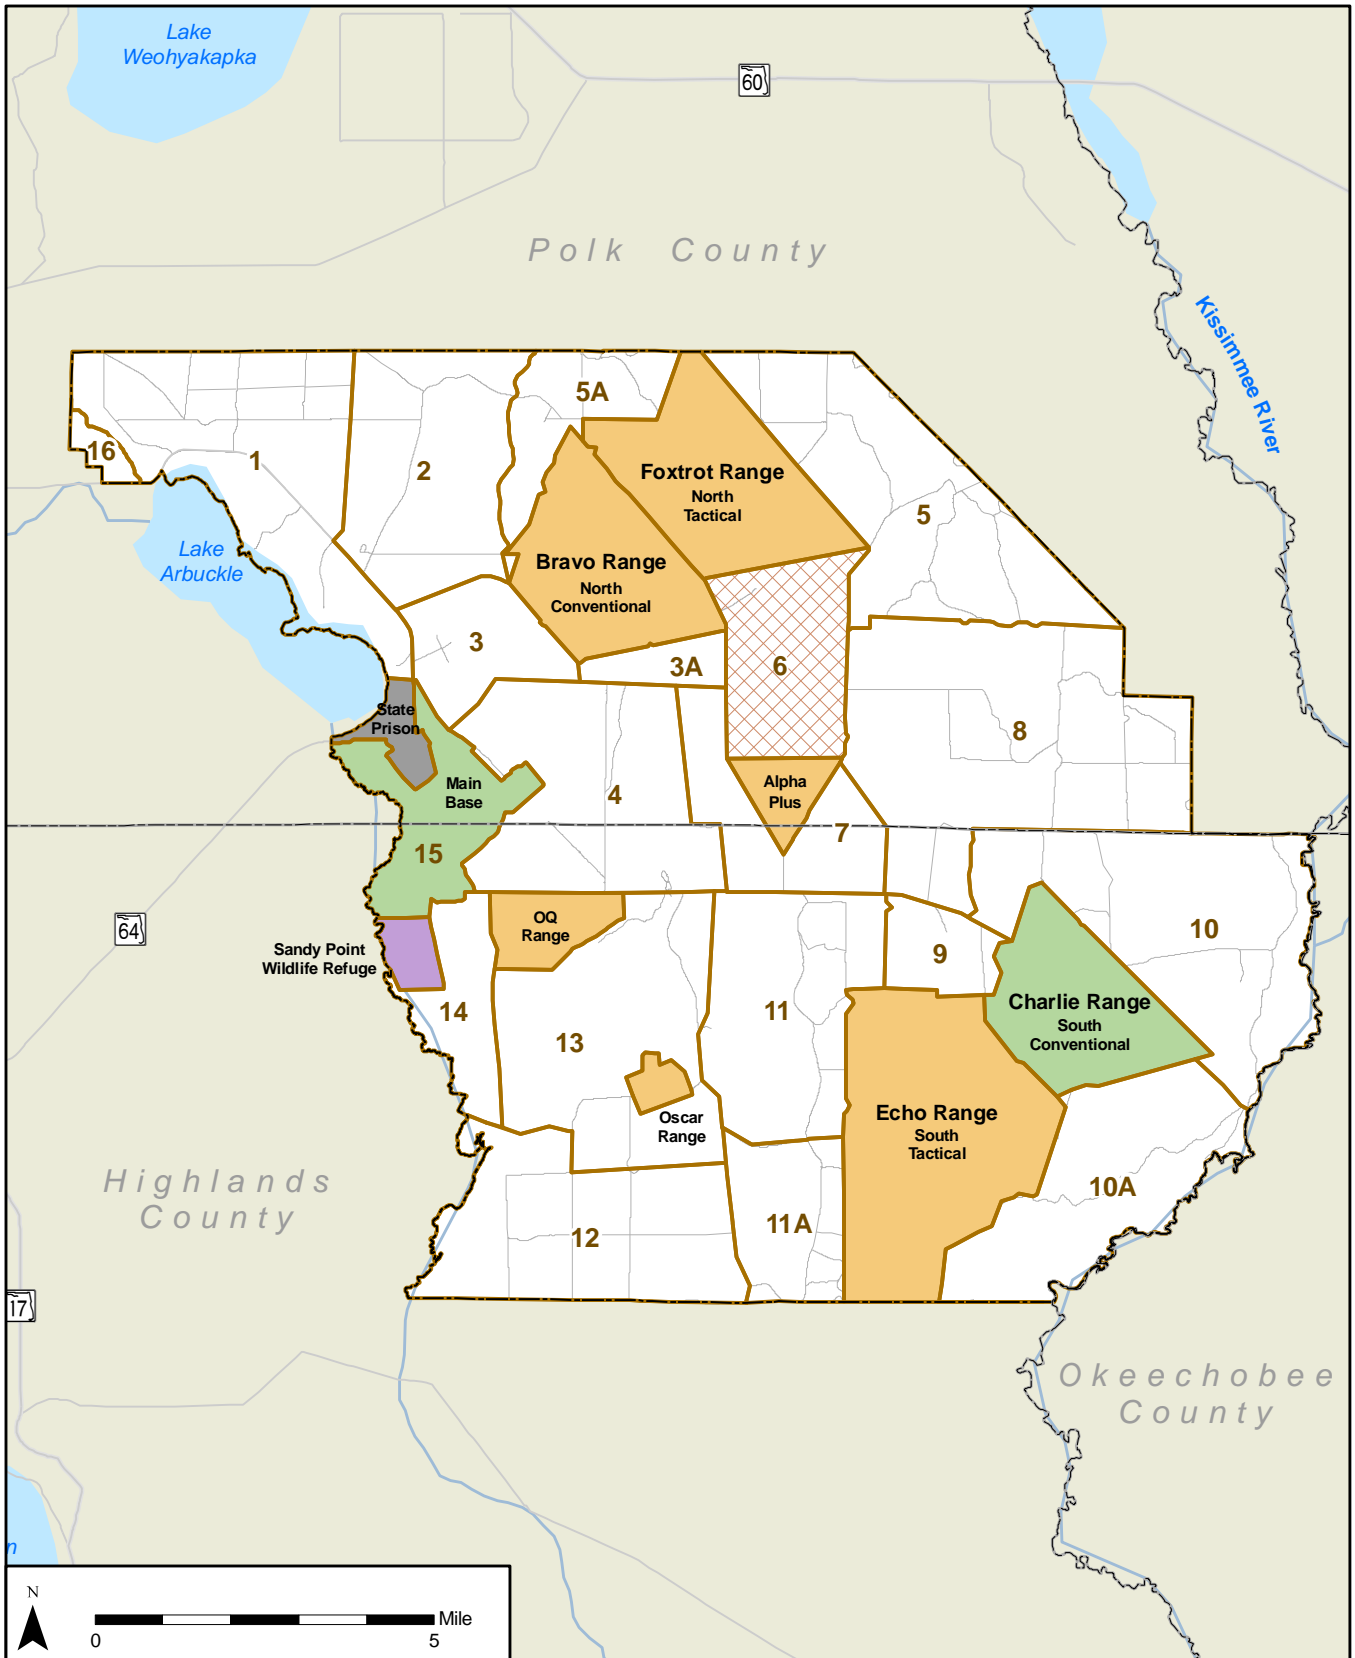 Lake
Weohyakapka
60
Polk County
Kissimmee River
5A
16
1
2
Foxtrot Range
North
Tactical
5
Lake
Arbuckle
Bravo Range
North
Conventional
3
3A
6
State
Prison
8
Main
Base
4
Alpha
Plus
7
15
OQ
Range
64
Sandy Point
Wildlife Refuge
9
10
14
11
Charlie Range
South
Conventional
13
Echo Range
South
Tactical
Oscar
Range
Highlands
County
10A
12
11A
17
Okeechobee
County
n
N
Mile
0
5